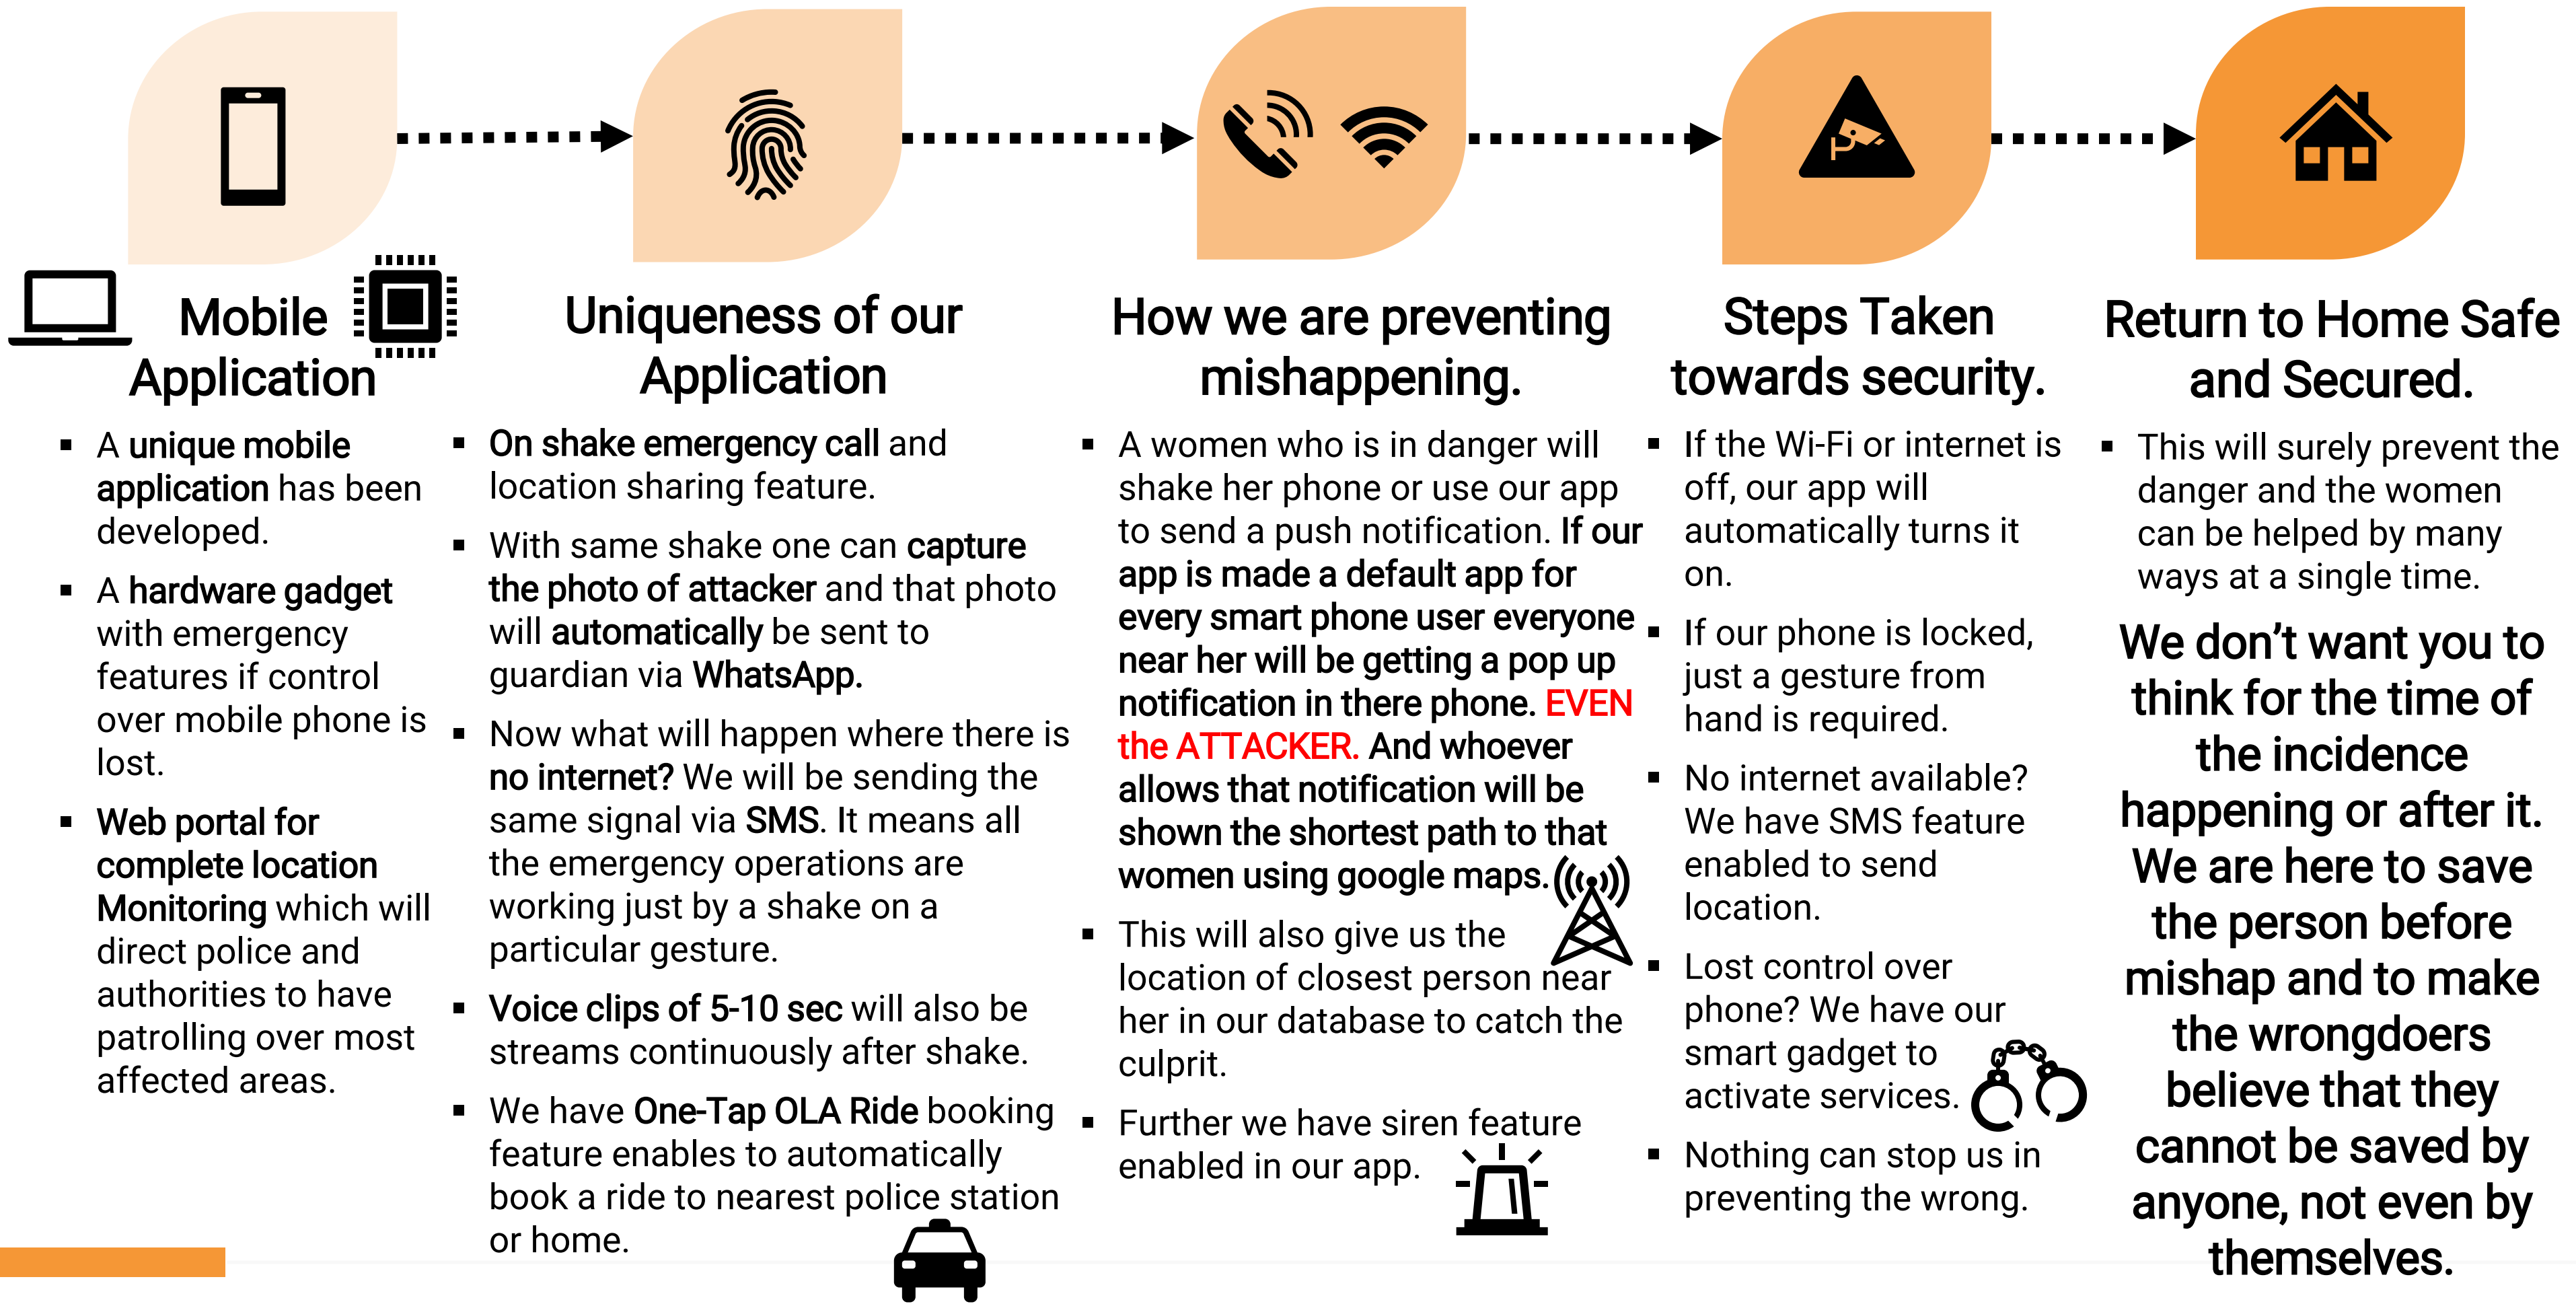 Mobile
Application
▪ A unique mobile
application has been
developed.
▪ A hardware gadget
with emergency
features if control
over mobile phone is
lost.
▪ Web portal for
complete location
Monitoring which will
direct police and
authorities to have
patrolling over most
affected areas.
Uniqueness of our
Application
▪ On shake emergency call and
location sharing feature.
▪ With same shake one can capture
the photo of attacker and that photo
will automatically be sent to
guardian via WhatsApp.
▪ Now what will happen where there is
no internet? We will be sending the
same signal via SMS. It means all
the emergency operations are
working just by a shake on a
particular gesture.
▪ Voice clips of 5-10 sec will also be
streams continuously after shake.
▪ We have One-Tap OLA Ride booking
feature enables to automatically
book a ride to nearest police station
or home.
How we are preventing
mishappening.
▪ A women who is in danger will
shake her phone or use our app
to send a push notification. If our
app is made a default app for
every smart phone user everyone
near her will be getting a pop up
notification in there phone. EVEN
the ATTACKER. And whoever
allows that notification will be
shown the shortest path to that
women using google maps.
▪ This will also give us the
location of closest person near
her in our database to catch the
culprit.
▪ Further we have siren feature
enabled in our app.
Steps Taken
towards security.
▪ If the Wi-Fi or internet is
off, our app will
automatically turns it
on.
▪ If our phone is locked,
just a gesture from
hand is required.
▪ No internet available?
We have SMS feature
enabled to send
location.
▪ Lost control over
phone? We have our
smart gadget to
activate services.
▪ Nothing can stop us in
preventing the wrong.
Return to Home Safe
and Secured.
▪ This will surely prevent the
danger and the women
can be helped by many
ways at a single time.
We don’t want you to
think for the time of
the incidence
happening or after it.
We are here to save
the person before
mishap and to make
the wrongdoers
believe that they
cannot be saved by
anyone, not even by
themselves.